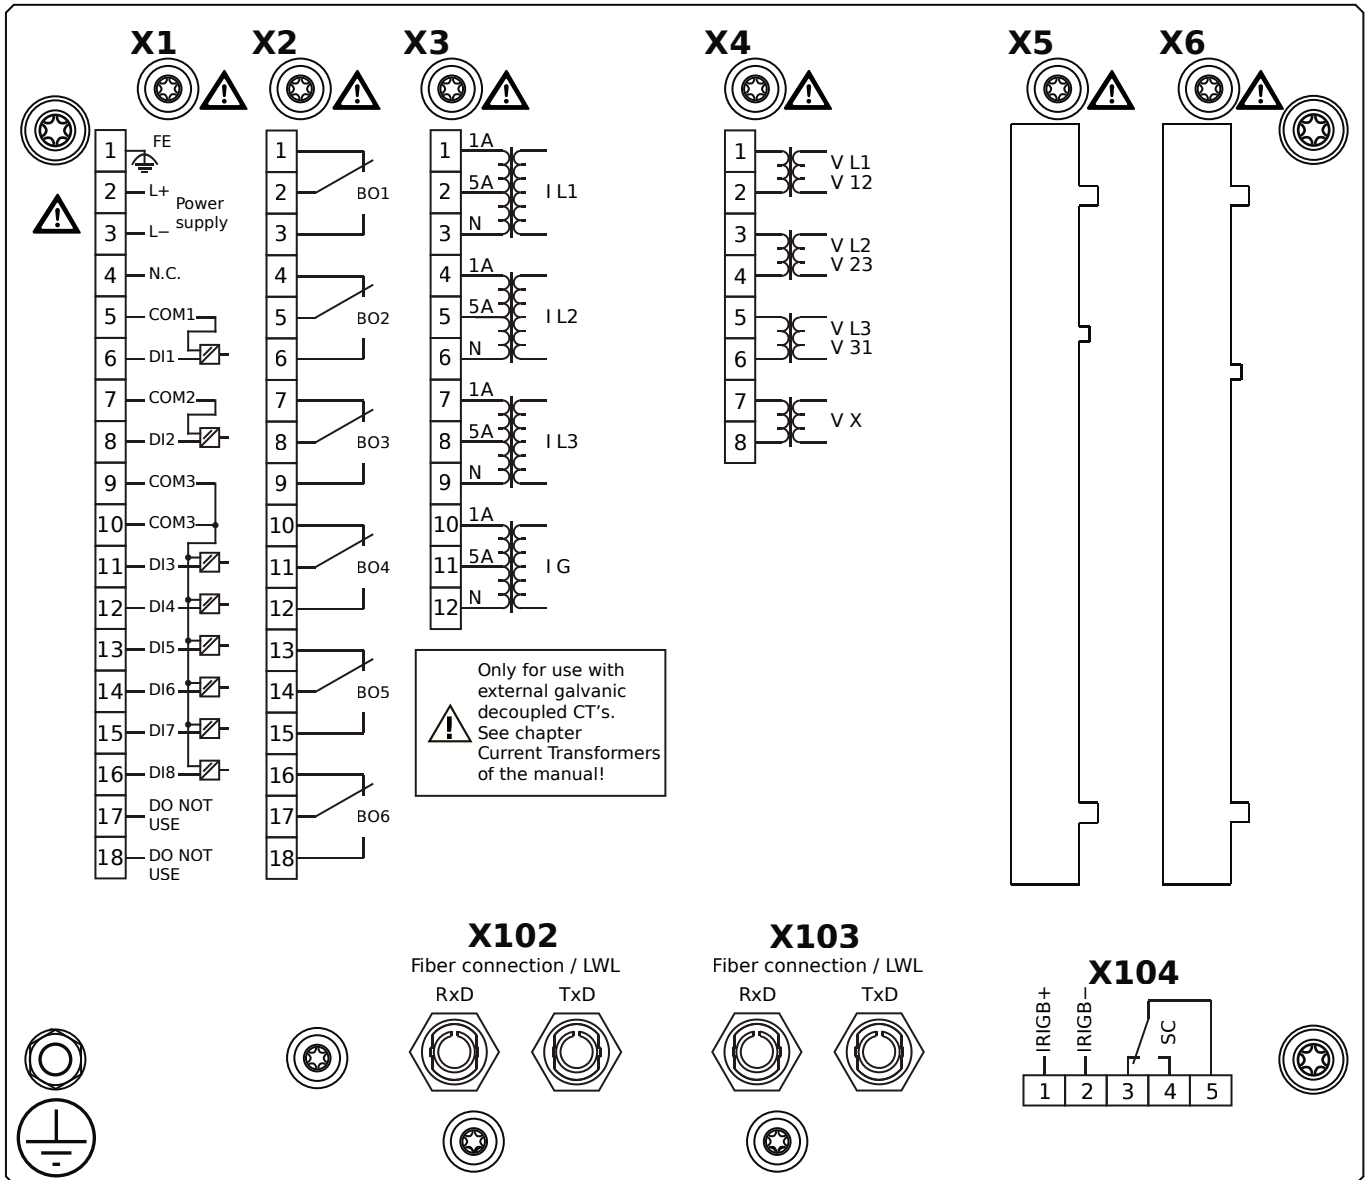 X1
X2
X3
X4
X5
X6
1 FE
2 L+
Power
supply
3 L−
4 N.C.
5 COM1
6 DI1
7 COM2
8 DI2
9 COM3
10 COM3
11 DI3
12 DI4
13 DI5
14 DI6
15 DI7
16 DI8
17 DO NOT
USE
18 DO NOT
USE
1
2 BO1
3
4
5 BO2
6
7
8 BO3
9
10
11 BO4
12
13
14 BO5
15
16
17 BO6
18
1 1A
2 5A I L1
3 N
4 1A
5 5A I L2
6 N
7 1A
8 5A I L3
9 N
10 1A
11 5A I G
12 N
Only for use with
external galvanic
decoupled CT's.
See chapter
Current Transformers
of the manual!
1 V L1
2 V 12
3 V L2
4 V 23
5 V L3
6 V 31
7 V X
8
X102
Fiber connection / LWL
RxD TxD
X103
Fiber connection / LWL
RxD TxD
X104
IRIGB+
IRIGB−
SC
1 2 3 4 5